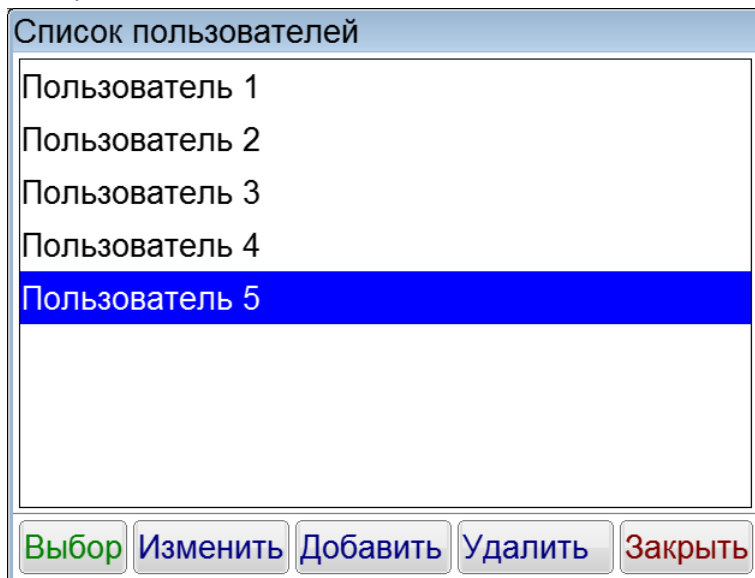 Список пользователей
Пользователь 1
Пользователь 2
Пользователь 3
Пользователь 4
Пользователь 5
Выбор Изменить Добавить Удалить Закрыть